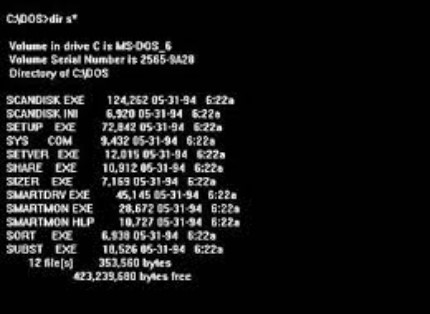 C:\DOS>dir s*
Volume in drive C is MS-DOS_6
Volume Serial Number is 2565-9A28
Directory of C:\DOS
SCANDISK EXE 124,262 05-31-94 6:22a
SCANDISK INI 6,920 05-31-94 6:22a
SETUP EXE 72,842 05-31-94 6:22a
SYS COM 9,432 05-31-94 6:22a
SETVER EXE 12,015 05-31-94 6:22a
SHARE EXE 10,912 05-31-94 6:22a
SIZER EXE 7,169 05-31-94 6:22a
SMARTDRV EXE 45,145 05-31-94 6:22a
SMARTMON EXE 28,672 05-31-94 6:22a
SMARTMON HLP 10,727 05-31-94 6:22a
SORT EXE 6,938 05-31-94 6:22a
SUBST EXE 18,526 05-31-94 6:22a
12 file(s) 353,560 bytes
423,239,680 bytes free